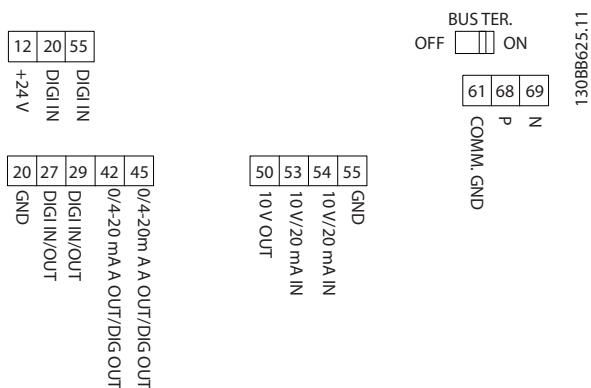 BUS TER.
OFF ON
130BB625.11
12 20 55
+24 V
DIGI IN
DIGI IN
61 68 69
COMM. GND
P
N
20 27 29 42 45
GND
DIGI IN/OUT
DIGI IN/OUT
0/4-20 mA A OUT/DIG OUT
0/4-20m A A OUT/DIG OUT
50 53 54 55
10 V OUT
10 V/20 mA IN
10 V/20 mA IN
GND